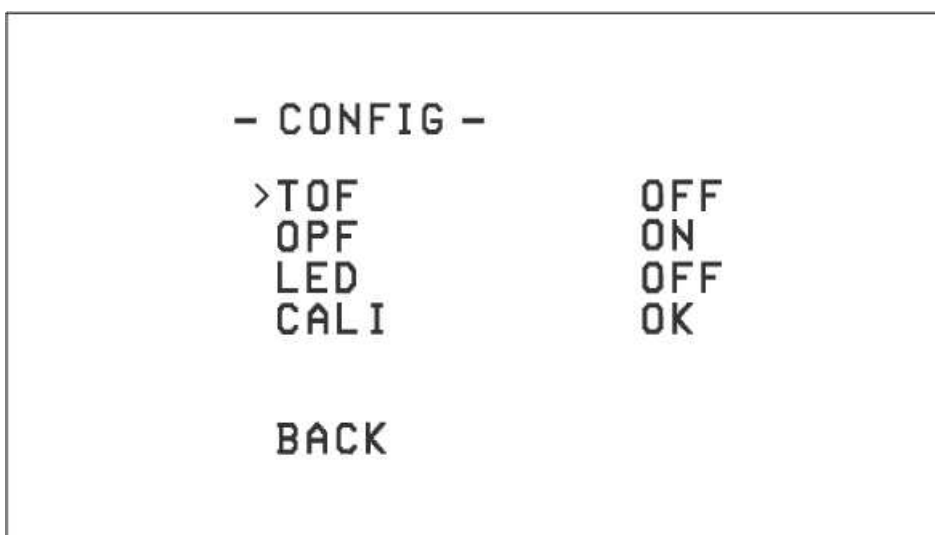 - CONFIG -
>TOF OFF
OPF ON
LED OFF
CALI OK
BACK